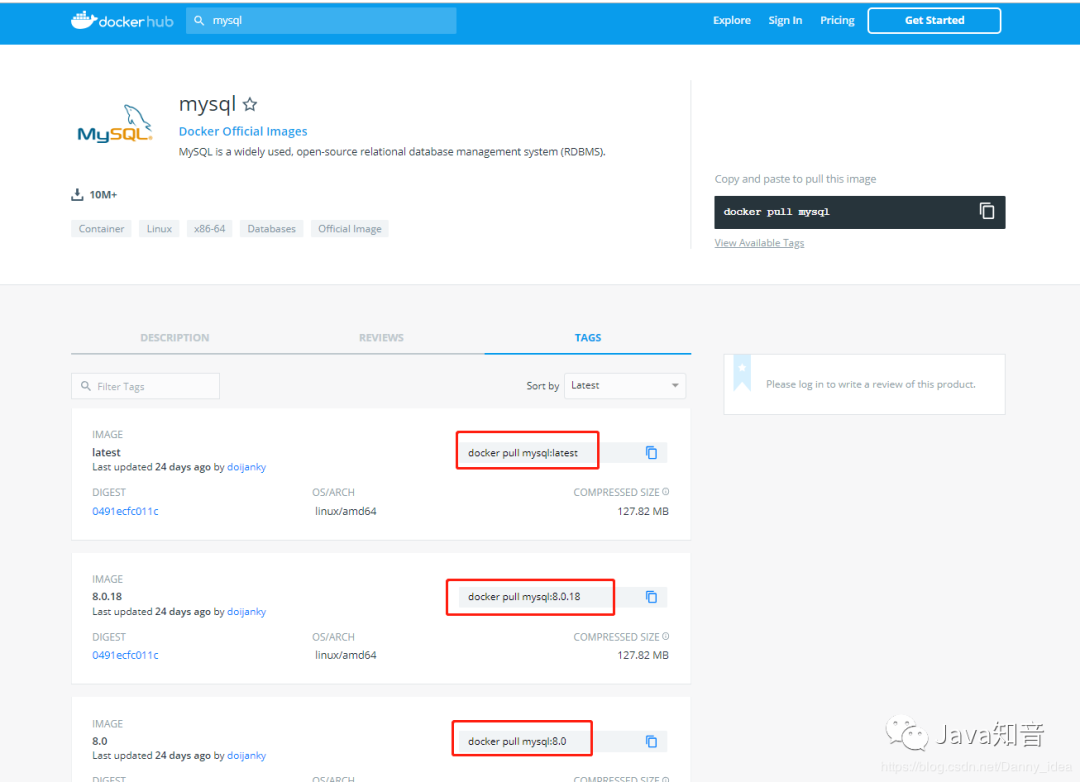 docker hub
mysql
Explore
Sign In
Pricing
Get Started
MySQL
mysql
Docker Official Images
MySQL is a widely used, open-source relational database management system (RDBMS).
10M+
Container
Linux
x86-64
Databases
Official Image
Copy and paste to pull this image
docker pull mysql
View Available Tags
DESCRIPTION
REVIEWS
TAGS
Filter Tags
Sort by
Latest
Please log in to write a review of this product.
IMAGE
latest
Last updated 24 days ago by doijanky
docker pull mysql:latest
DIGEST
OS/ARCH
COMPRESSED SIZE
0491ecfc011c
linux/amd64
127.82 MB
IMAGE
8.0.18
Last updated 24 days ago by doijanky
docker pull mysql:8.0.18
DIGEST
OS/ARCH
COMPRESSED SIZE
0491ecfc011c
linux/amd64
127.82 MB
IMAGE
8.0
Last updated 24 days ago by doijanky
docker pull mysql:8.0
DIGEST
OS/ARCH
COMPRESSED SIZE
Java知音
https://blog.csdn.net/Danny_idea